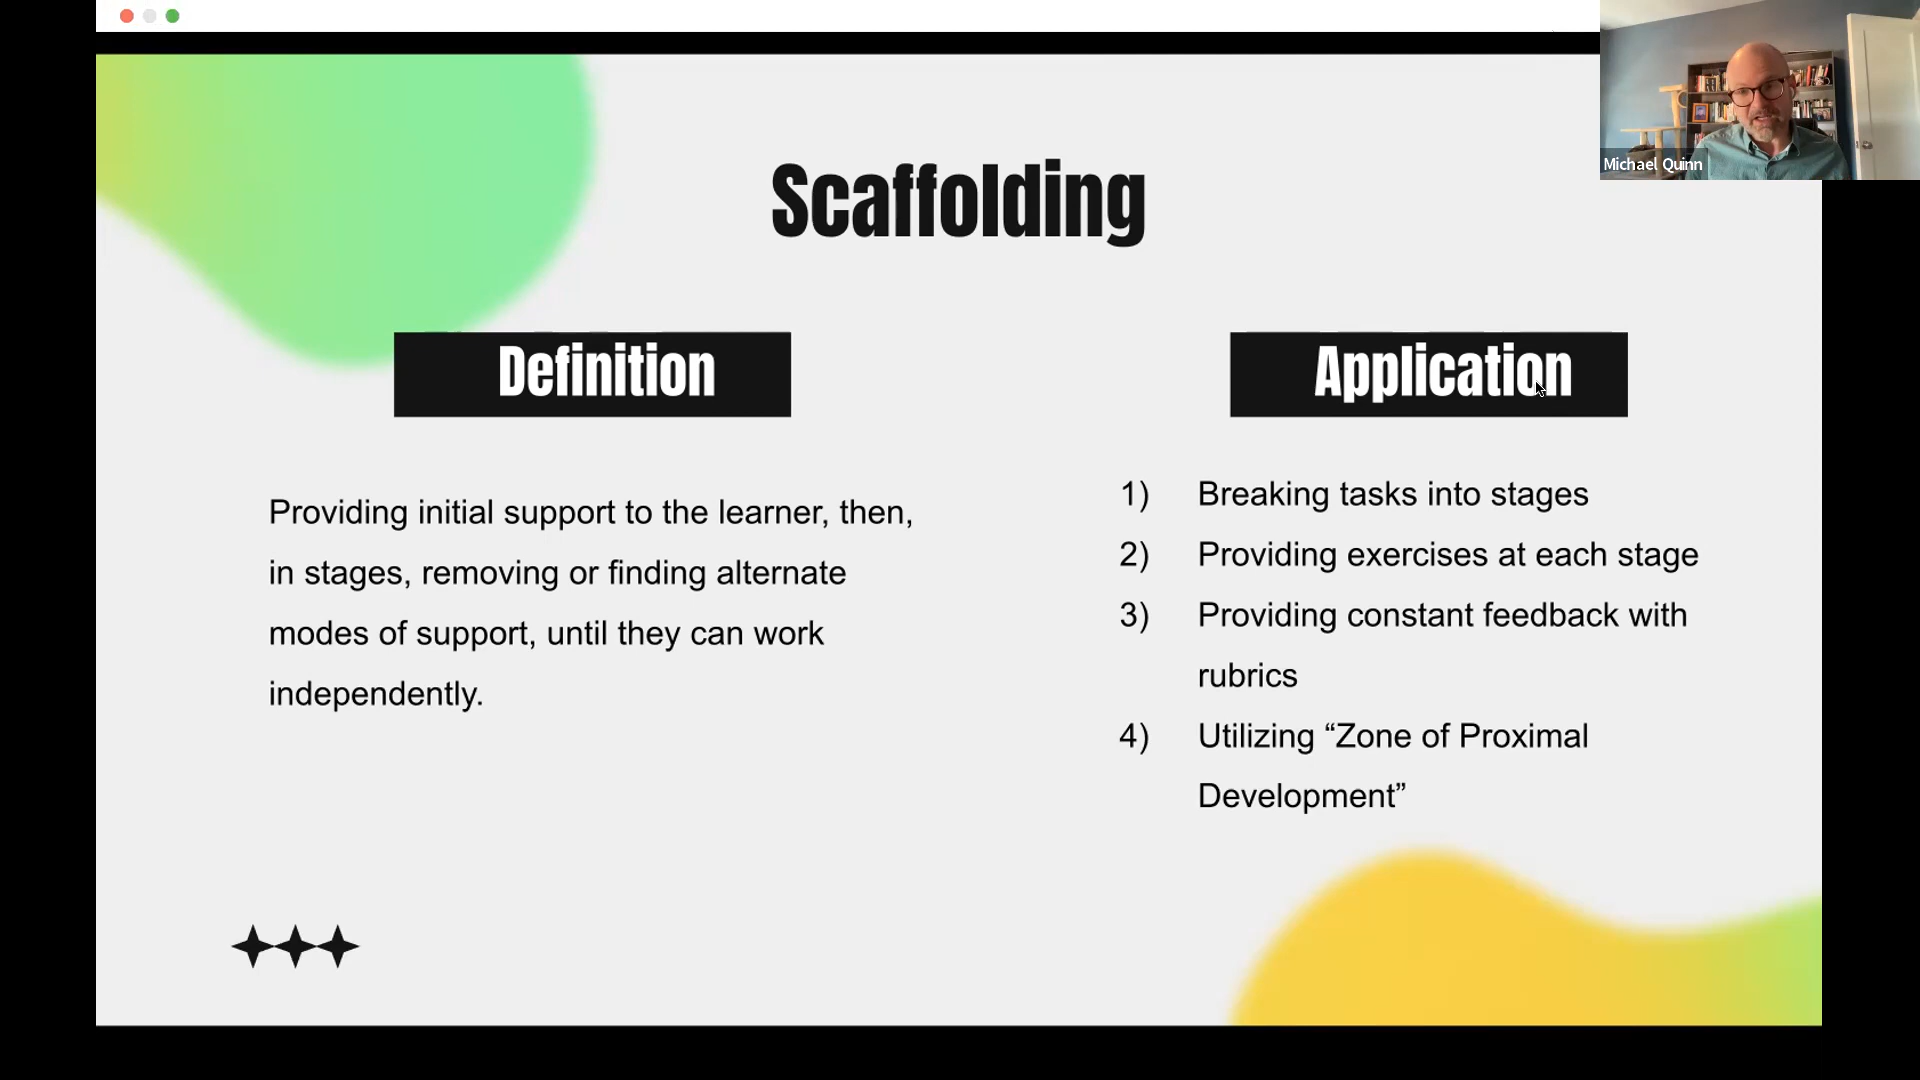 Michael Quinn
Scaffolding
Definition
Providing initial support to the learner, then,
in stages, removing or finding alternate
modes of support, until they can work
independently.
Application
1) Breaking tasks into stages
2) Providing exercises at each stage
3) Providing constant feedback with
rubrics
4) Utilizing “Zone of Proximal
Development”